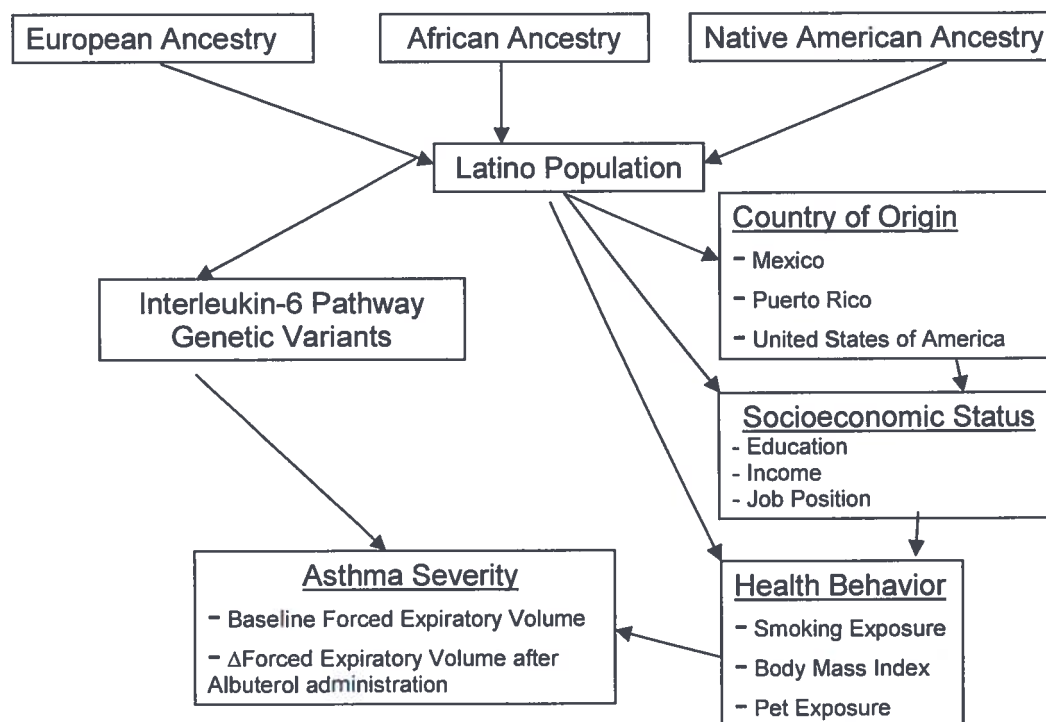 European Ancestry
African Ancestry
Native American Ancestry
Latino Population
Country of Origin
- Mexico
- Puerto Rico
- United States of America
Interleukin-6 Pathway
Genetic Variants
Socioeconomic Status
- Education
- Income
- Job Position
Asthma Severity
- Baseline Forced Expiratory Volume
- ΔForced Expiratory Volume after
Albuterol administration
Health Behavior
- Smoking Exposure
- Body Mass Index
- Pet Exposure